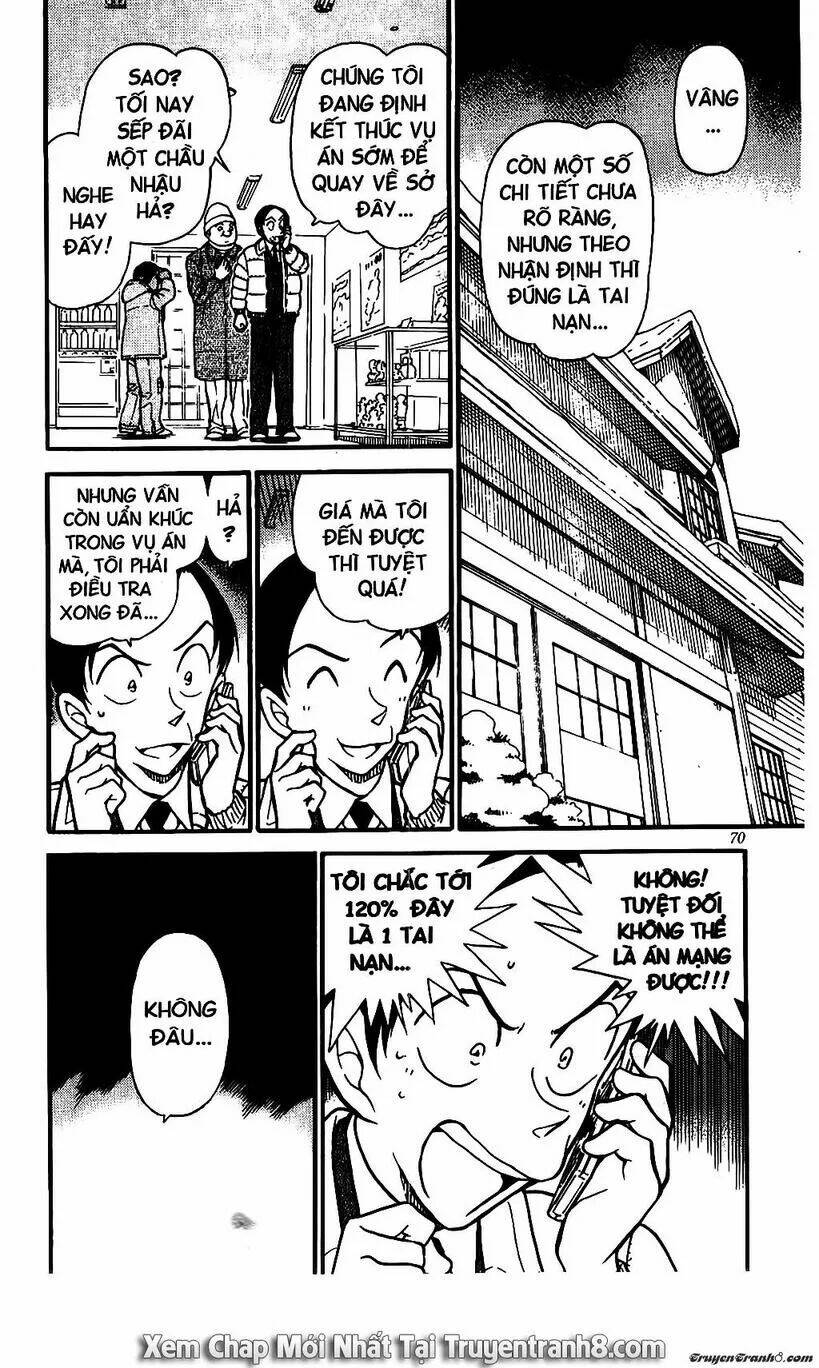 VÂNG
...
CÒN MỘT SỐ
CHI TIẾT CHƯA
RÕ RÀNG,
NHƯNG THEO
NHẬN ĐỊNH THÌ
ĐÚNG LÀ TAI
NẠN...
CHÚNG TÔI
ĐANG ĐỊNH
KẾT THÚC VỤ
ÁN SỚM ĐỂ
QUAY VỀ SỞ
ĐÂY...
SAO?
TỐI NAY
SẾP ĐÃI
MỘT CHẦU
NHẬU
HẢ?
NGHE
HAY
ĐẤY!
GIÁ MÀ TÔI
ĐẾN ĐƯỢC
THÌ TUYỆT
QUÁ!
HẢ
?
NHƯNG VẪN
CÒN UẨN KHÚC
TRONG VỤ ÁN
MÀ, TÔI PHẢI
ĐIỀU TRA
XONG ĐÃ...
70
KHÔNG!
TUYỆT ĐỐI
KHÔNG THỂ
LÀ ÁN MẠNG
ĐƯỢC!!!
TÔI CHẮC TỚI
120% ĐÂY
LÀ 1 TAI
NẠN...
KHÔNG
ĐÂU...
Xem Chap Mới Nhất Tại Truyentranh8.com
TruyenTranh8.com